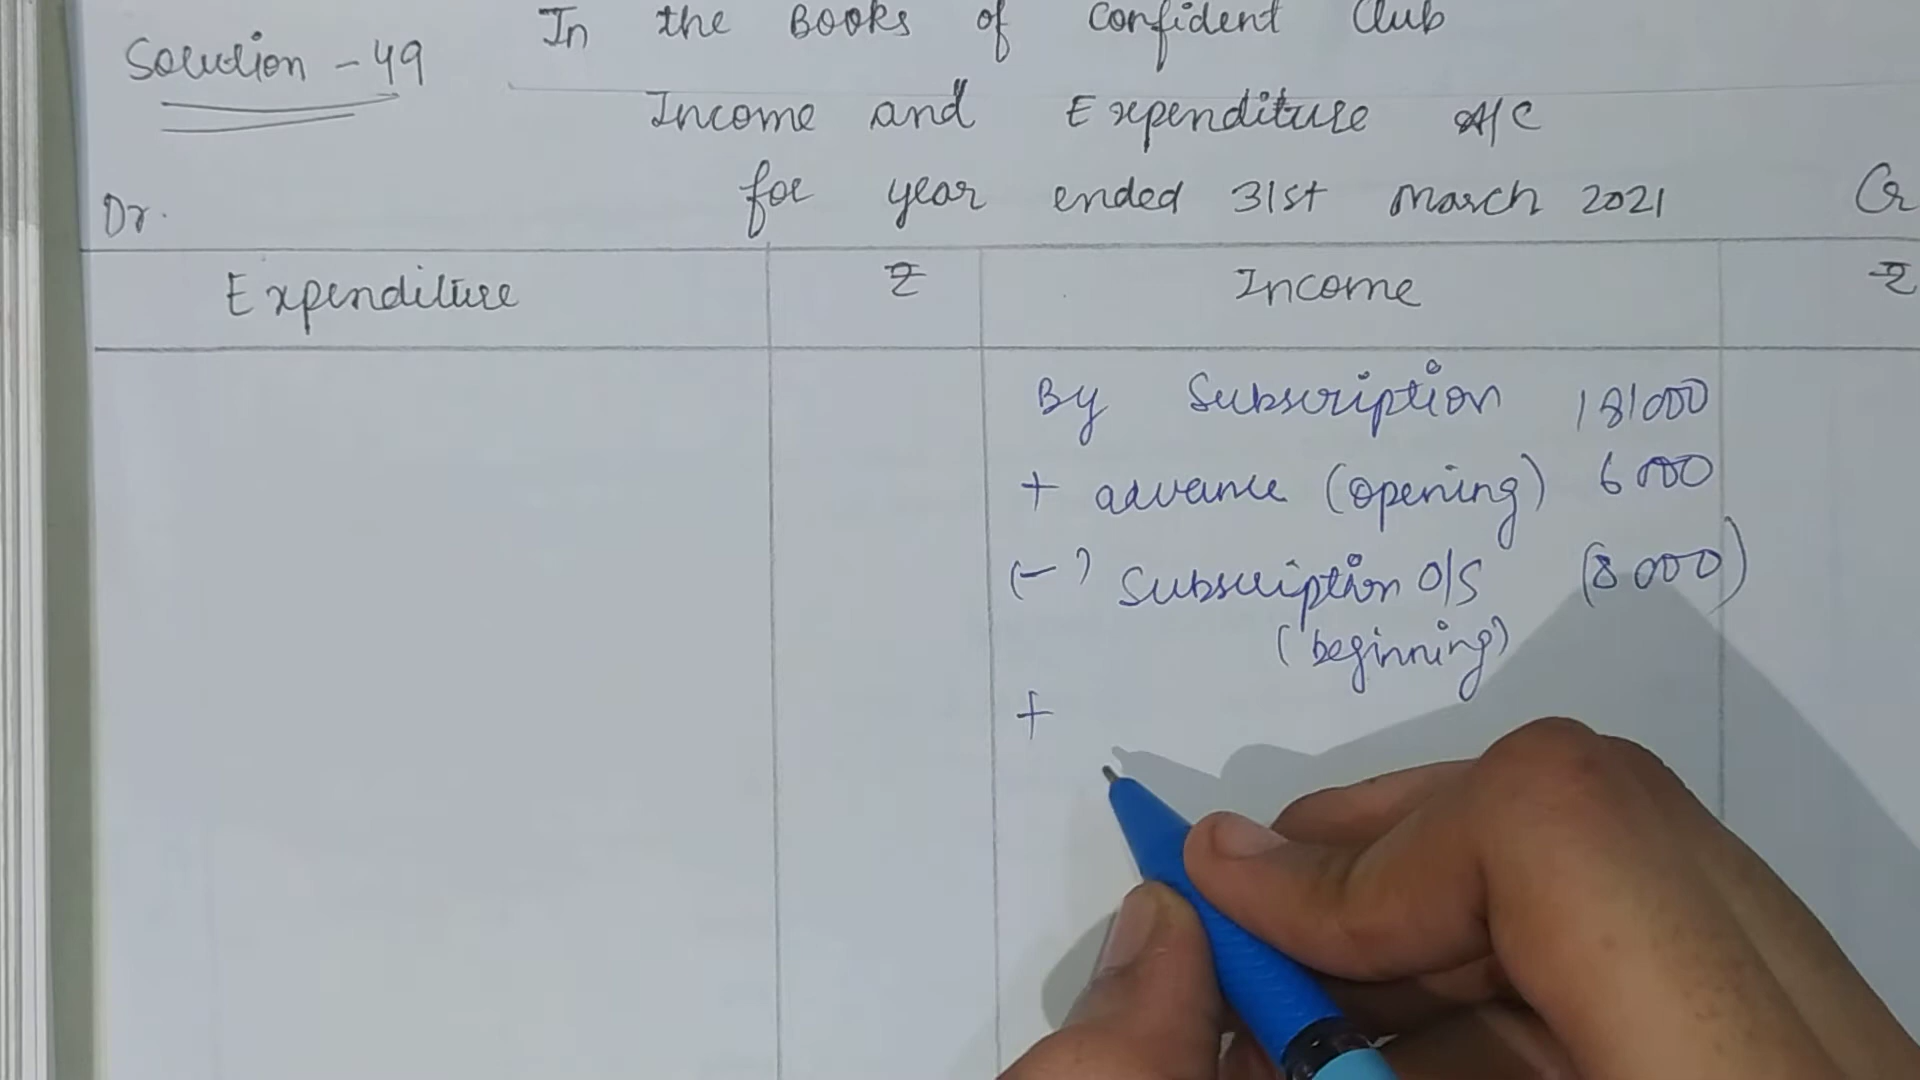 In the Books of Confident Club
Solution - 49
Income and Expenditure A/C
for year ended 31st March 2021
Dr. Cr
Expenditure ₹ Income ₹
By Subscription 181000
+ advance (opening) 6000
(-) Subscription O/S (8000)
(beginning)
+